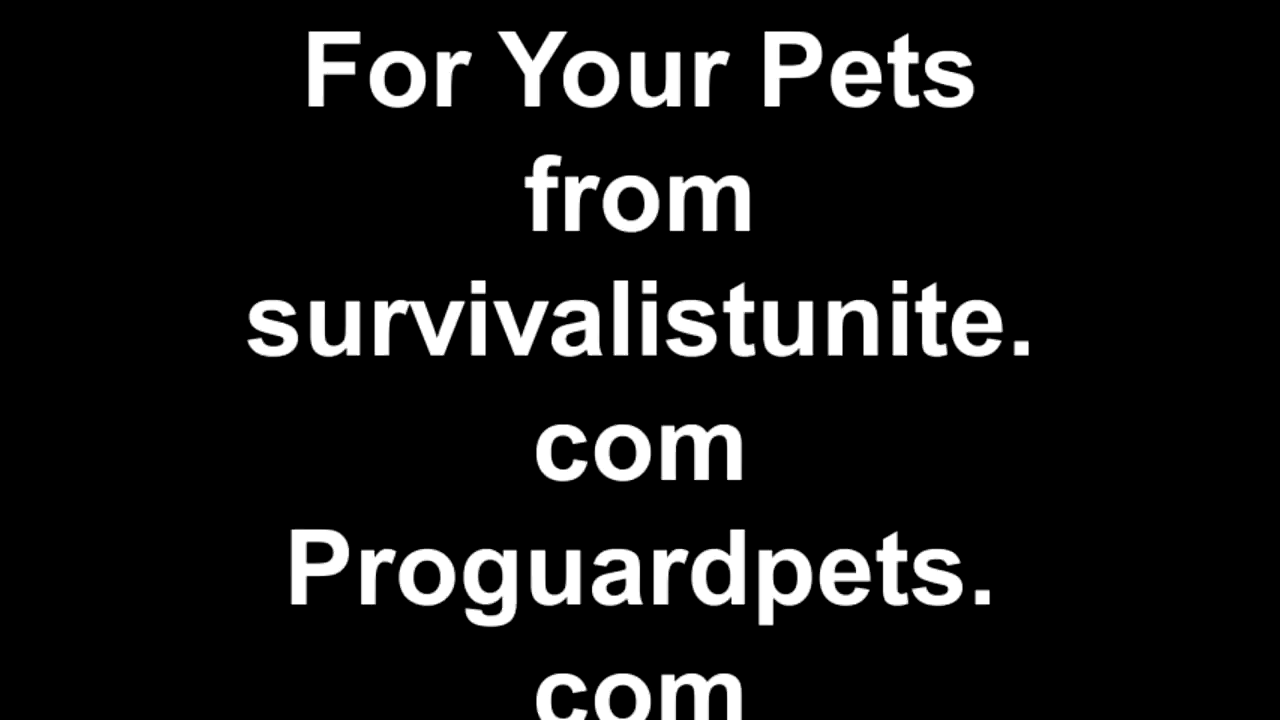 For Your Pets
from
survivalistunite.
com
Proguardpets.
com